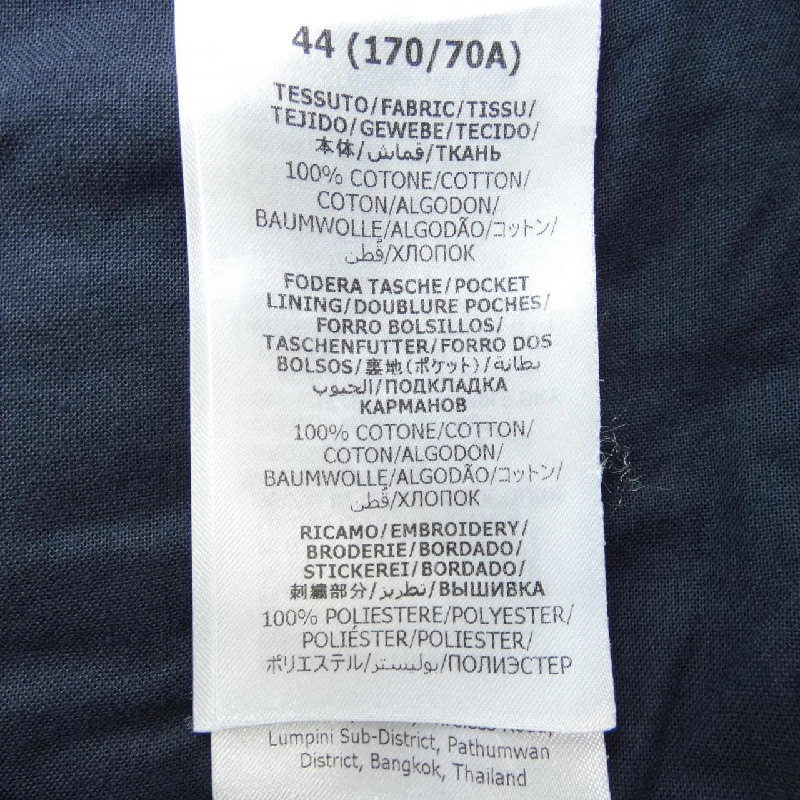 44 (170/70A)
TESSUTO/FABRIC/TISSU/
TEJIDO/GEWEBE/TECIDO/
本体/قماش/ТКАНЬ
100% COTONE/COTTON/
COTON/ALGODON/
BAUMWOLLE/ALGODÃO/コットン/
قُطن/ХЛОПОК
FODERA TASCHE/POCKET
LINING/DOUBLURE POCHES/
FORRO BOLSILLOS/
TASCHENFUTTER/FORRO DOS
BOLSOS/裏地(ポケット)/بطانة
الجيوب/ПОДКЛАДКА
КАРМАНОВ
100% COTONE/COTTON/
COTON/ALGODON/
BAUMWOLLE/ALGODÃO/コットン/
قُطن/ХЛОПОК
RICAMO/EMBROIDERY/
BRODERIE/BORDADO/
STICKEREI/BORDADO/
刺繍部分/تطريز/ВЫШИВКА
100% POLIESTERE/POLYESTER/
POLIÉSTER/POLIESTER/
ポリエステル/بوليستر/ПОЛИЭСТЕР
Lumpini Sub-District, Pathumwan
District, Bangkok, Thailand